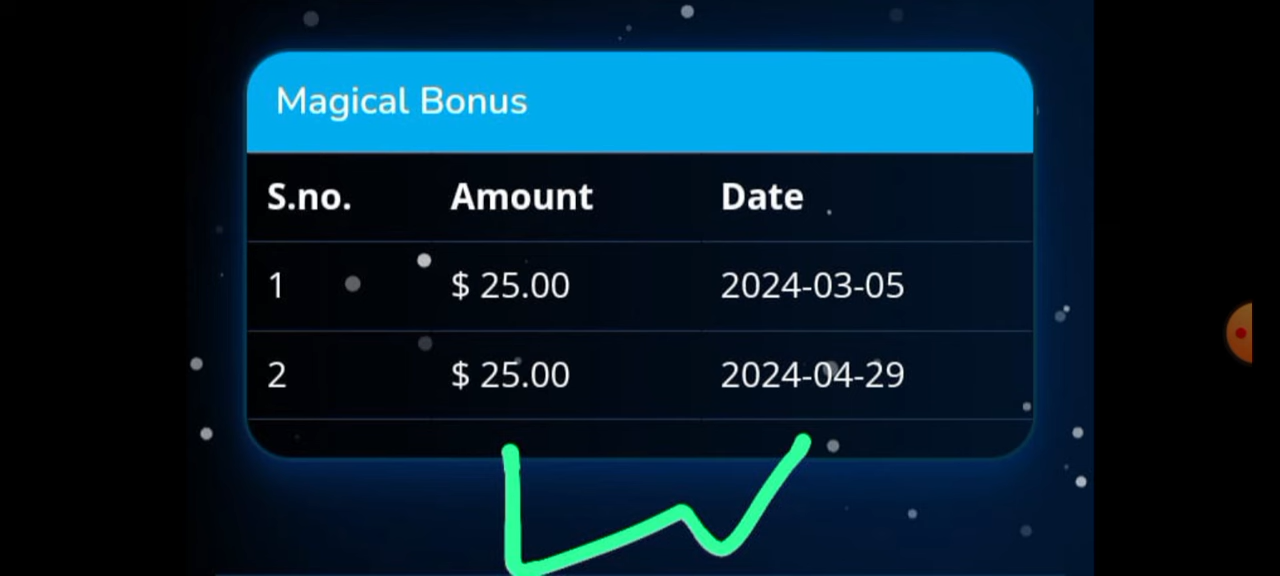 Magical Bonus
S.no. Amount Date
1 $ 25.00 2024-03-05
2 $ 25.00 2024-04-29